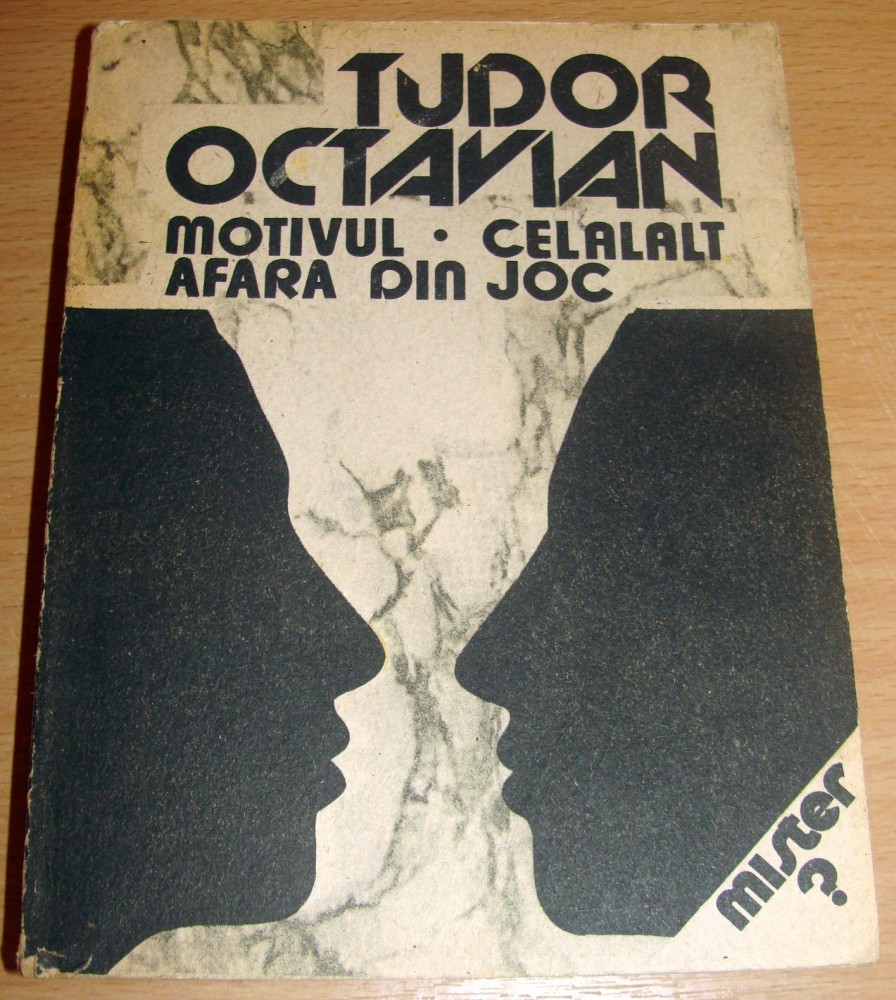 TUDOR
OCTAVIAN
MOTIVUL • CELALALT
AFARA DIN JOC
mister
?